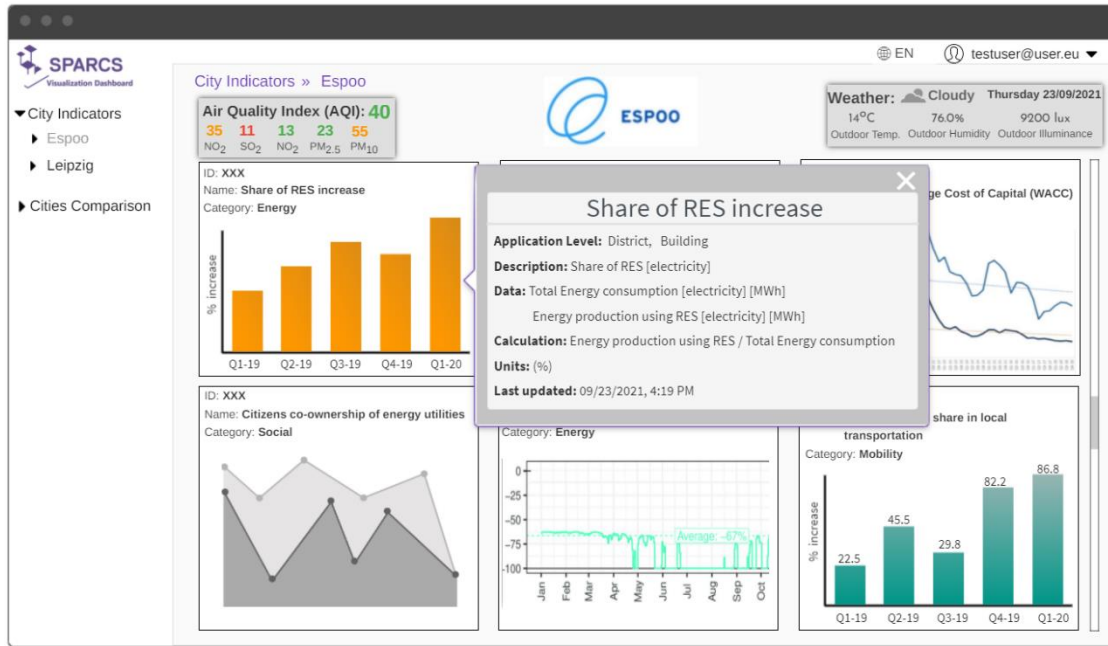 EN
testuser@user.eu
SPARCS
Visualization Dashboard
City Indicators
Espoo
Leipzig
Cities Comparison
City Indicators » Espoo
Air Quality Index (AQI): 40
35 11 13 23 55
NO2 SO2 NO2 PM2.5 PM10
ESPOO
Weather: Cloudy Thursday 23/09/2021
14°C 76.0% 9200 lux
Outdoor Temp. Outdoor Humidity Outdoor Illuminance
ID: XXX
Name: Share of RES increase
Category: Energy
% increase
Q1-19 Q2-19 Q3-19 Q4-19 Q1-20
Share of RES increase
Application Level: District, Building
Description: Share of RES [electricity]
Data: Total Energy consumption [electricity] [MWh]
Energy production using RES [electricity] [MWh]
Calculation: Energy production using RES / Total Energy consumption
Units: (%)
Last updated: 09/23/2021, 4:19 PM
ge Cost of Capital (WACC)
ID: XXX
Name: Citizens co-ownership of energy utilities
Category: Social
Category: Energy
0
-25
-50
-75
-100
Average: -67%
Jan Feb Mar Apr May Jun Jul Aug Sep Oct
share in local
transportation
Category: Mobility
% increase
22.5 45.5 29.8 82.2 86.8
Q1-19 Q2-19 Q3-19 Q4-19 Q1-20